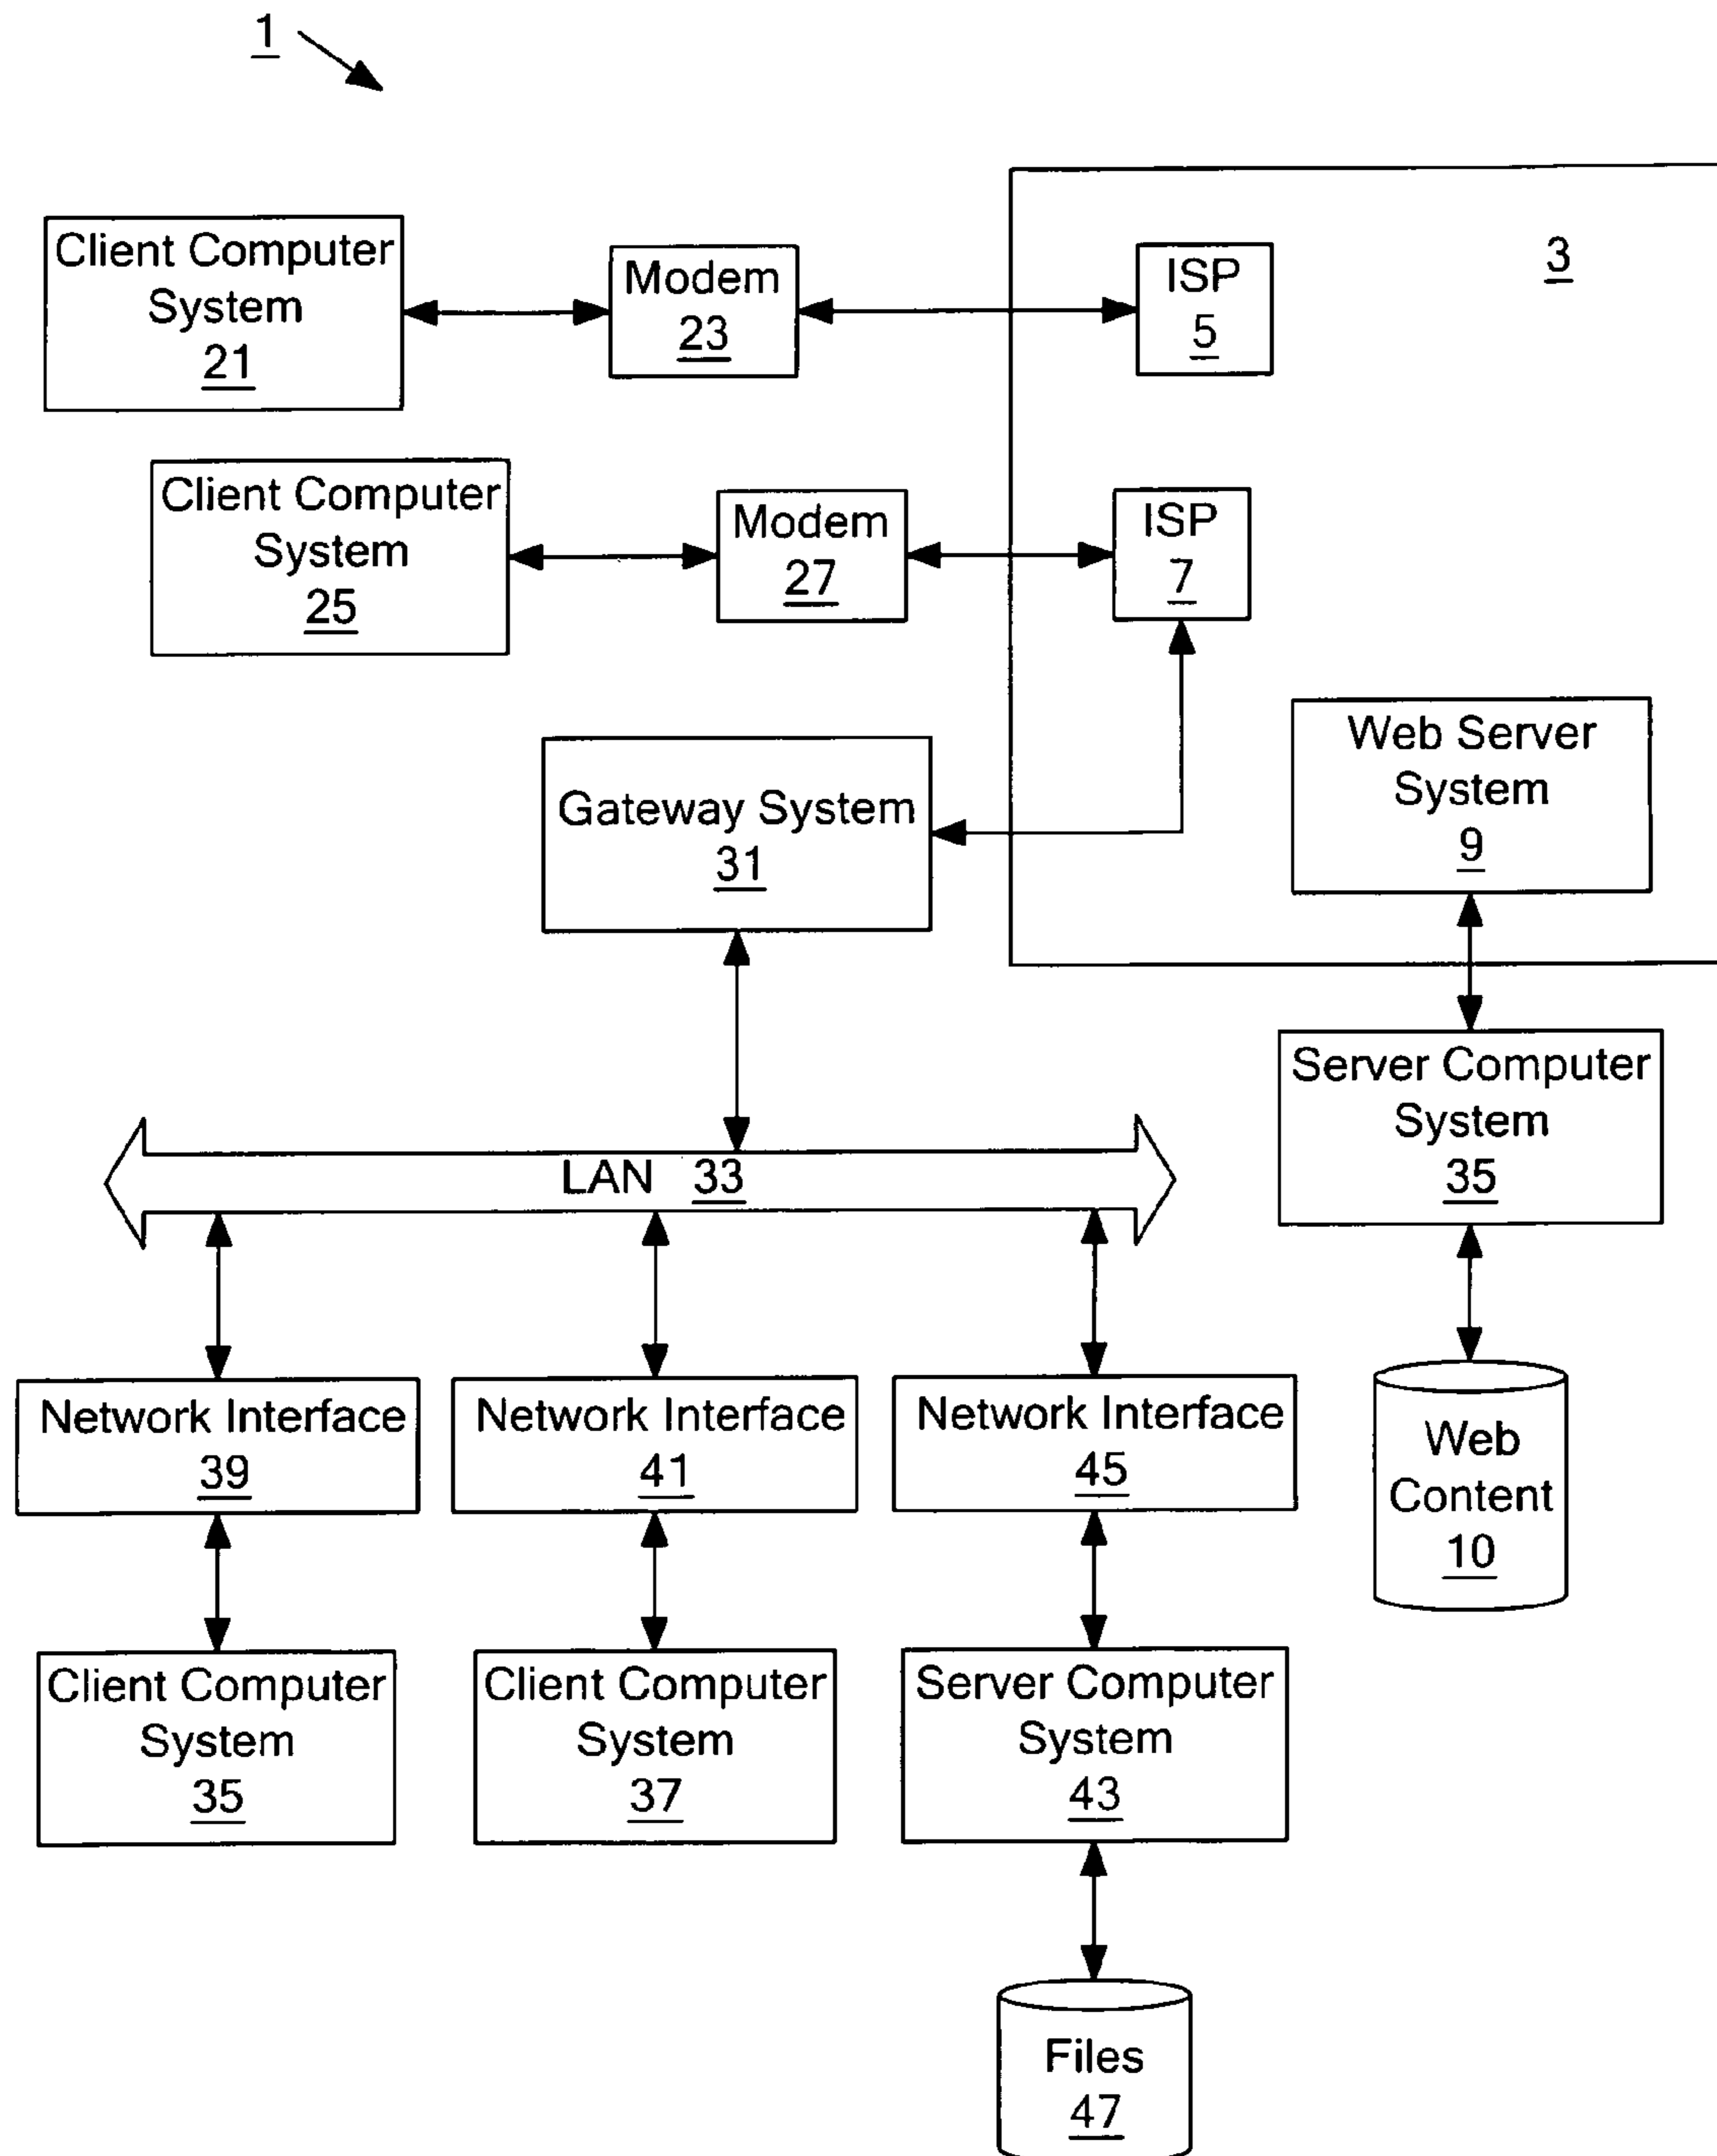 1
3
Client Computer
System
21
Modem
23
ISP
5
Client Computer
System
25
Modem
27
ISP
7
Web Server
System
9
Gateway System
31
Server Computer
System
35
LAN 33
Network Interface
39
Network Interface
41
Network Interface
45
Web
Content
10
Client Computer
System
35
Client Computer
System
37
Server Computer
System
43
Files
47